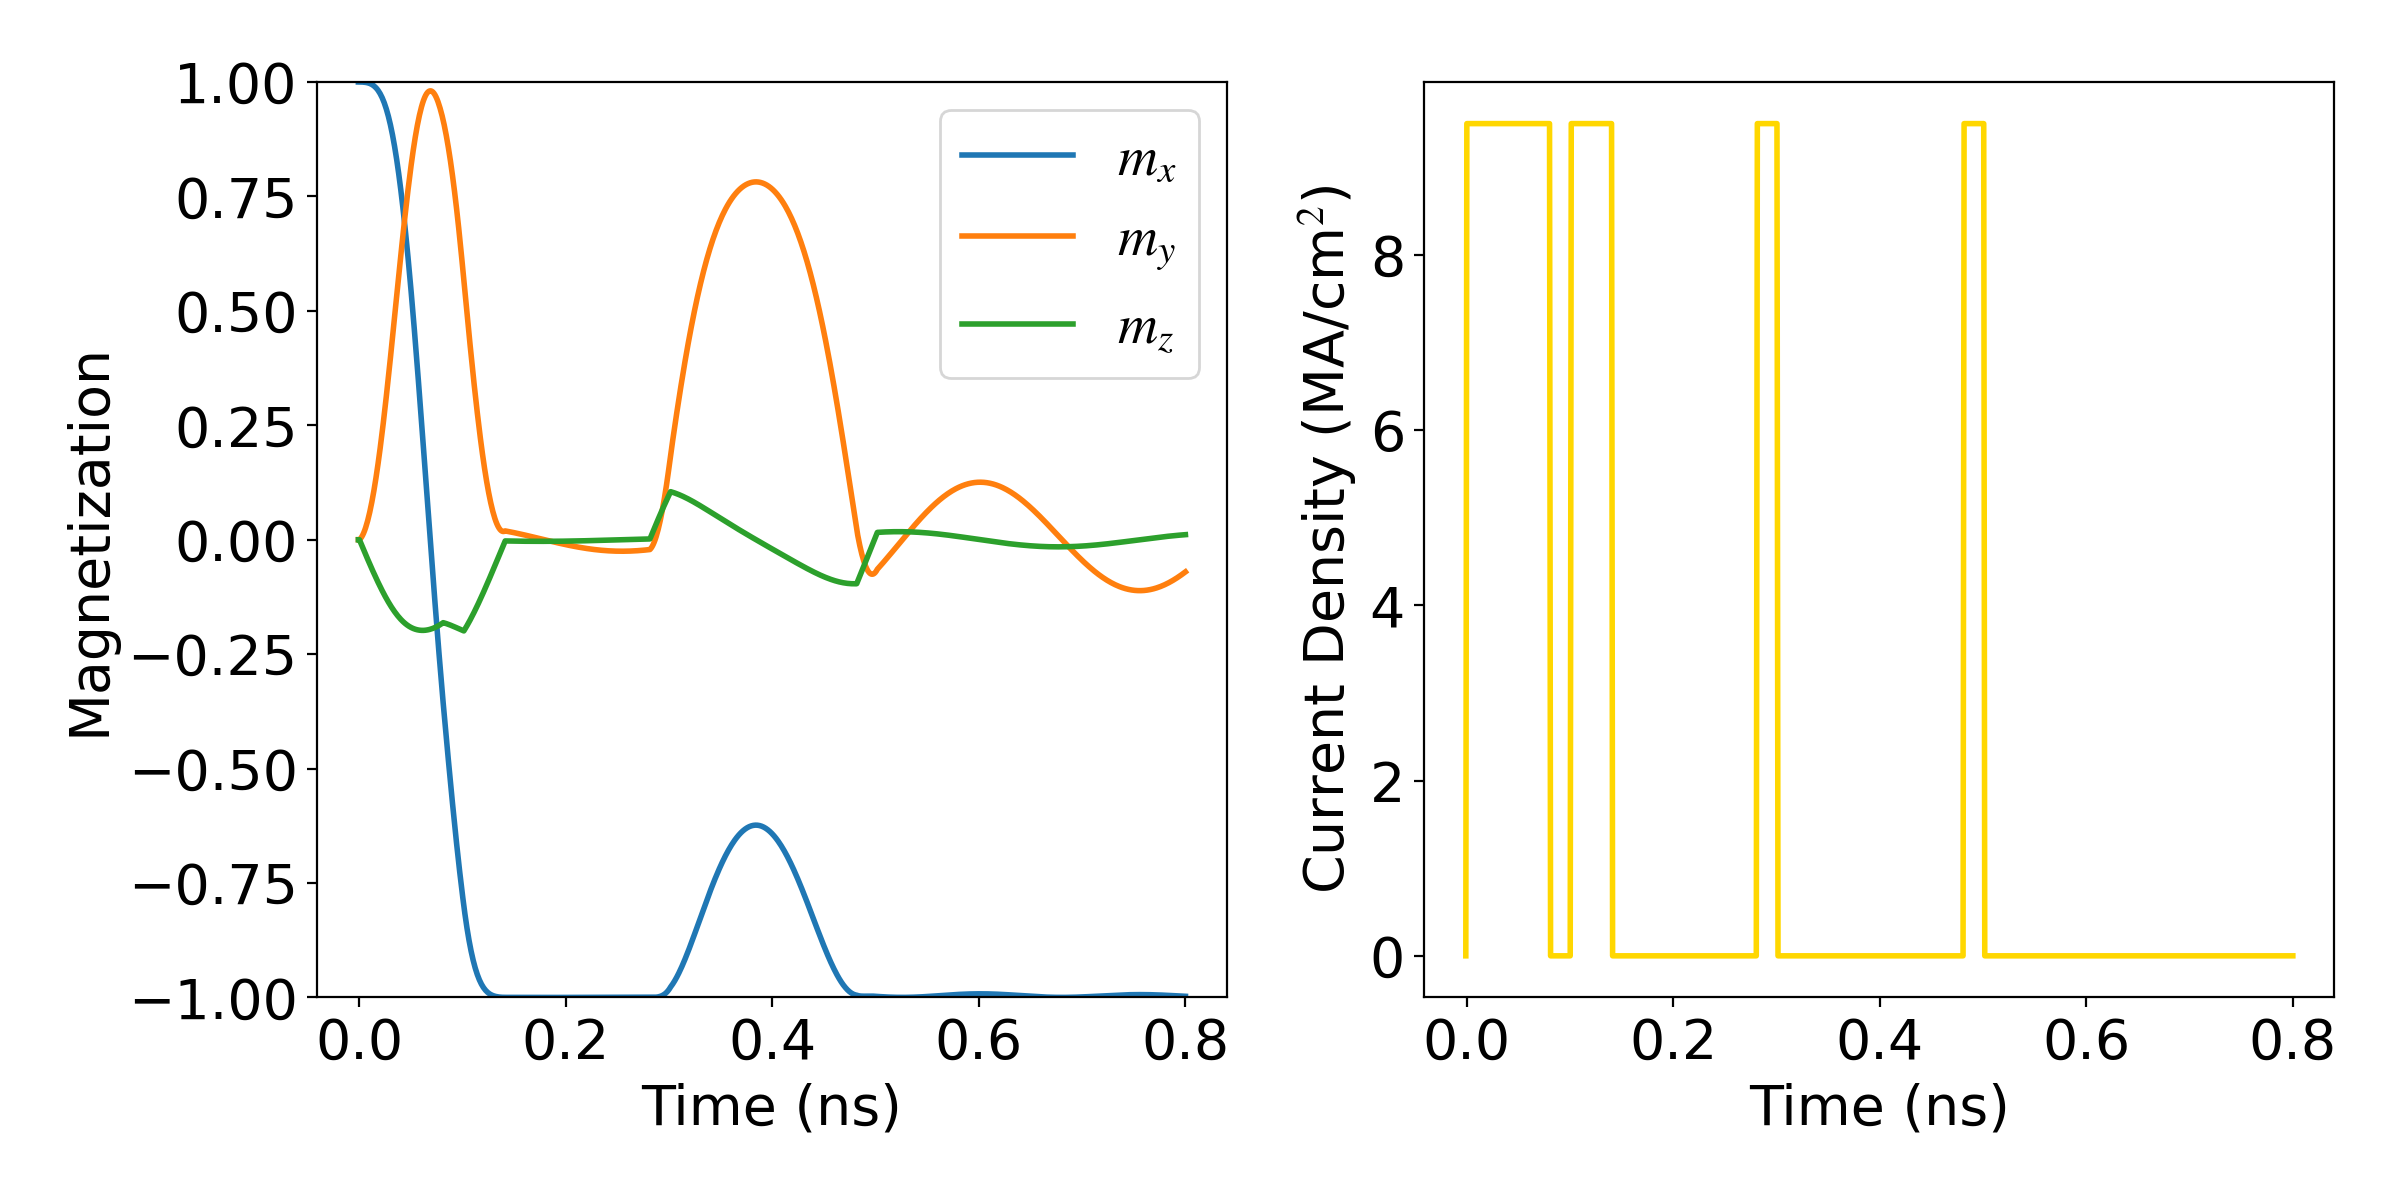 Magnetization
1.00
0.75
0.50
0.25
0.00
−0.25
−0.50
−0.75
−1.00
0.0 0.2 0.4 0.6 0.8
Time (ns)
mₓ
m_y
m_z
Current Density (MA/cm²)
8
6
4
2
0
0.0 0.2 0.4 0.6 0.8
Time (ns)